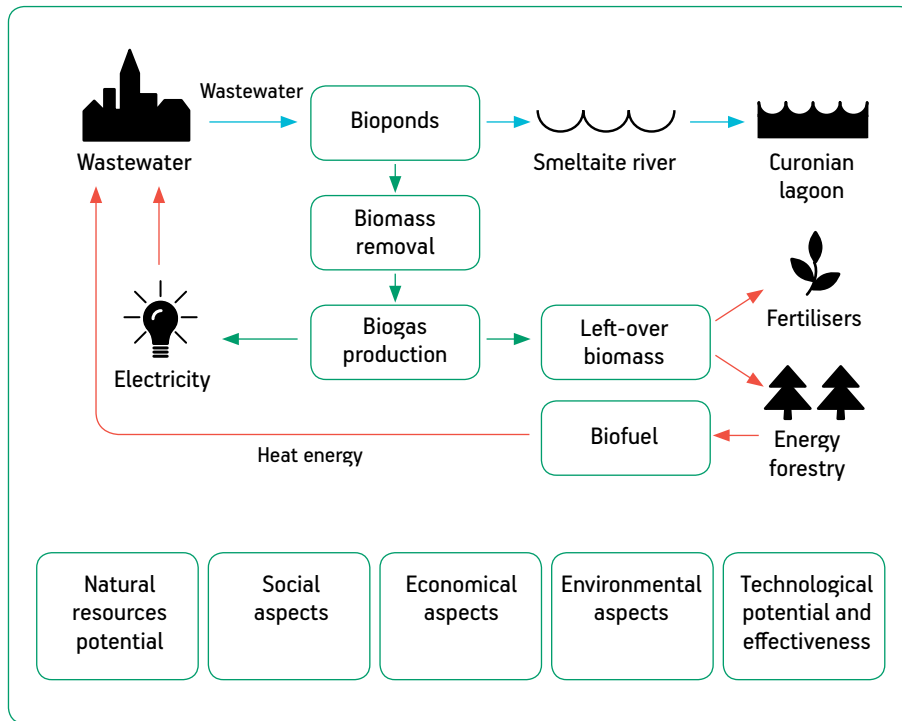 Wastewater
Bioponds
Wastewater
Smeltaite river
Curonian
lagoon
Biomass
removal
Biogas
production
Left-over
biomass
Fertilisers
Electricity
Biofuel
Energy
forestry
Heat energy
Natural
resources
potential
Social
aspects
Economical
aspects
Environmental
aspects
Technological
potential and
effectiveness